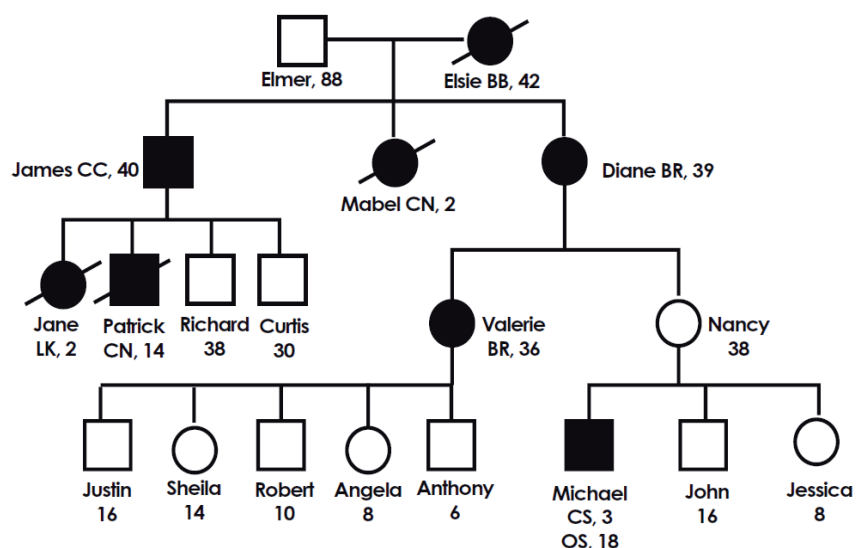 Elmer, 88
Elsie BB, 42
James CC, 40
Mabel CN, 2
Diane BR, 39
Jane
LK, 2
Patrick
CN, 14
Richard
38
Curtis
30
Valerie
BR, 36
Nancy
38
Justin
16
Sheila
14
Robert
10
Angela
8
Anthony
6
Michael
CS, 3
OS, 18
John
16
Jessica
8